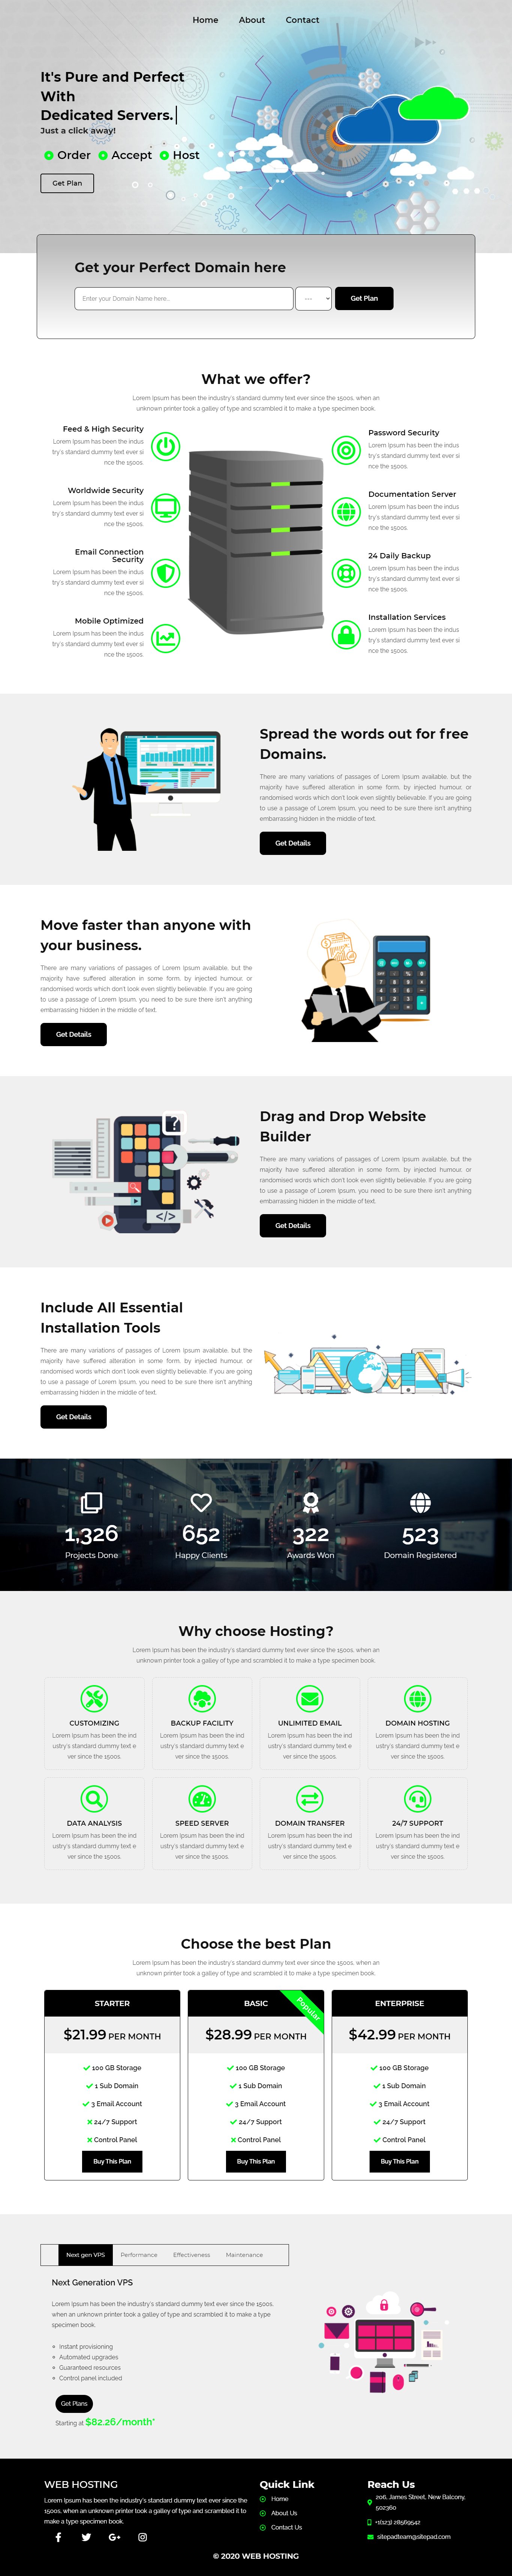 Home About Contact
It's Pure and Perfect
With
Dedicated Servers.
Just a click away!
Order Accept Host
Get Plan
Get your Perfect Domain here
Enter your Domain Name here... --- Get Plan
What we offer?
Lorem Ipsum has been the industry's standard dummy text ever since the 1500s, when an
unknown printer took a galley of type and scrambled it to make a type specimen book.
Feed & High Security
Lorem Ipsum has been the indus
try's standard dummy text ever si
nce the 1500s.
Worldwide Security
Lorem Ipsum has been the indus
try's standard dummy text ever si
nce the 1500s.
Email Connection
Security
Lorem Ipsum has been the indus
try's standard dummy text ever si
nce the 1500s.
Mobile Optimized
Lorem Ipsum has been the indus
try's standard dummy text ever si
nce the 1500s.
Password Security
Lorem Ipsum has been the indus
try's standard dummy text ever si
nce the 1500s.
Documentation Server
Lorem Ipsum has been the indus
try's standard dummy text ever si
nce the 1500s.
24 Daily Backup
Lorem Ipsum has been the indus
try's standard dummy text ever si
nce the 1500s.
Installation Services
Lorem Ipsum has been the indus
try's standard dummy text ever si
nce the 1500s.
Spread the words out for free
Domains.
There are many variations of passages of Lorem Ipsum available, but the
majority have suffered alteration in some form, by injected humour, or
randomised words which don't look even slightly believable. If you are going
to use a passage of Lorem Ipsum, you need to be sure there isn't anything
embarrassing hidden in the middle of text.
Get Details
Move faster than anyone with
your business.
There are many variations of passages of Lorem Ipsum available, but the
majority have suffered alteration in some form, by injected humour, or
randomised words which don't look even slightly believable. If you are going
to use a passage of Lorem Ipsum, you need to be sure there isn't anything
embarrassing hidden in the middle of text.
Get Details
Drag and Drop Website
Builder
There are many variations of passages of Lorem Ipsum available, but the
majority have suffered alteration in some form, by injected humour, or
randomised words which don't look even slightly believable. If you are going
to use a passage of Lorem Ipsum, you need to be sure there isn't anything
embarrassing hidden in the middle of text.
Get Details
Include All Essential
Installation Tools
There are many variations of passages of Lorem Ipsum available, but the
majority have suffered alteration in some form, by injected humour, or
randomised words which don't look even slightly believable. If you are going
to use a passage of Lorem Ipsum, you need to be sure there isn't anything
embarrassing hidden in the middle of text.
Get Details
1,326 652 322 523
Projects Done Happy Clients Awards Won Domain Registered
Why choose Hosting?
Lorem Ipsum has been the industry's standard dummy text ever since the 1500s, when an
unknown printer took a galley of type and scrambled it to make a type specimen book.
CUSTOMIZING
Lorem Ipsum has been the ind
ustry's standard dummy text e
ver since the 1500s.
BACKUP FACILITY
Lorem Ipsum has been the ind
ustry's standard dummy text e
ver since the 1500s.
UNLIMITED EMAIL
Lorem Ipsum has been the ind
ustry's standard dummy text e
ver since the 1500s.
DOMAIN HOSTING
Lorem Ipsum has been the ind
ustry's standard dummy text e
ver since the 1500s.
DATA ANALYSIS
Lorem Ipsum has been the ind
ustry's standard dummy text e
ver since the 1500s.
SPEED SERVER
Lorem Ipsum has been the ind
ustry's standard dummy text e
ver since the 1500s.
DOMAIN TRANSFER
Lorem Ipsum has been the ind
ustry's standard dummy text e
ver since the 1500s.
24/7 SUPPORT
Lorem Ipsum has been the ind
ustry's standard dummy text e
ver since the 1500s.
Choose the best Plan
Lorem Ipsum has been the industry's standard dummy text ever since the 1500s, when an
unknown printer took a galley of type and scrambled it to make a type specimen book.
STARTER
$21.99 PER MONTH
100 GB Storage
1 Sub Domain
3 Email Account
24/7 Support
Control Panel
Buy This Plan
BASIC
Popular
$28.99 PER MONTH
100 GB Storage
1 Sub Domain
3 Email Account
24/7 Support
Control Panel
Buy This Plan
ENTERPRISE
$42.99 PER MONTH
100 GB Storage
1 Sub Domain
3 Email Account
24/7 Support
Control Panel
Buy This Plan
Next gen VPS Performance Effectiveness Maintenance
Next Generation VPS
Lorem Ipsum has been the industry's standard dummy text ever since the 1500s,
when an unknown printer took a galley of type and scrambled it to make a type
specimen book.
Instant provisioning
Automated upgrades
Guaranteed resources
Control panel included
Get Plans
Starting at $82.26/month*
WEB HOSTING
Lorem Ipsum has been the industry's standard dummy text ever since the
1500s, when an unknown printer took a galley of type and scrambled it to
make a type specimen book.
Quick Link
Home
About Us
Contact Us
Reach Us
206, James Street, New Balcony,
502360
+1(123) 28569542
sitepadteam@sitepad.com
© 2020 WEB HOSTING